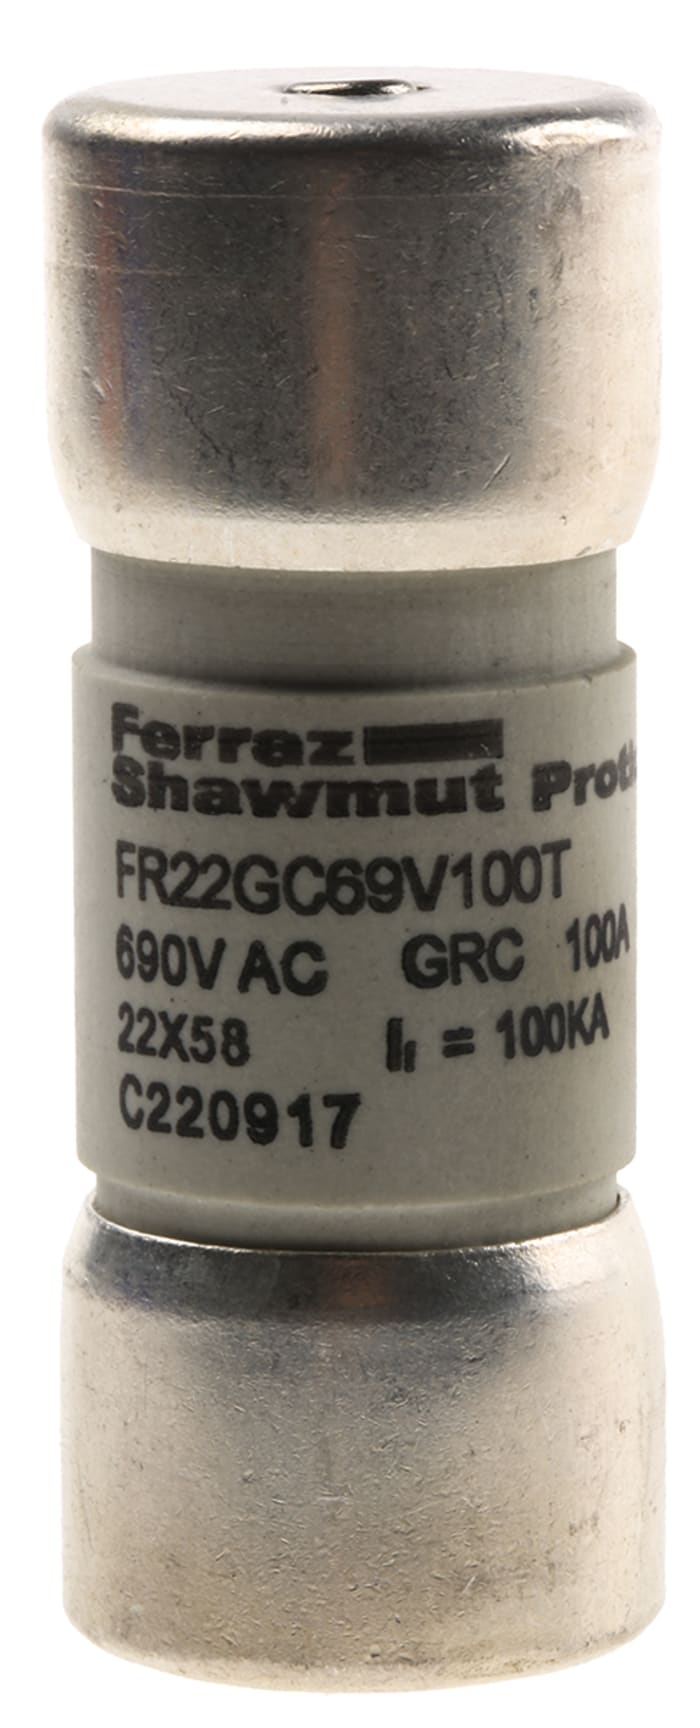 Ferraz
Shawmut
FR22GC69V100T
690V AC GRC 100A
22X58 I₁ = 100KA
C220917